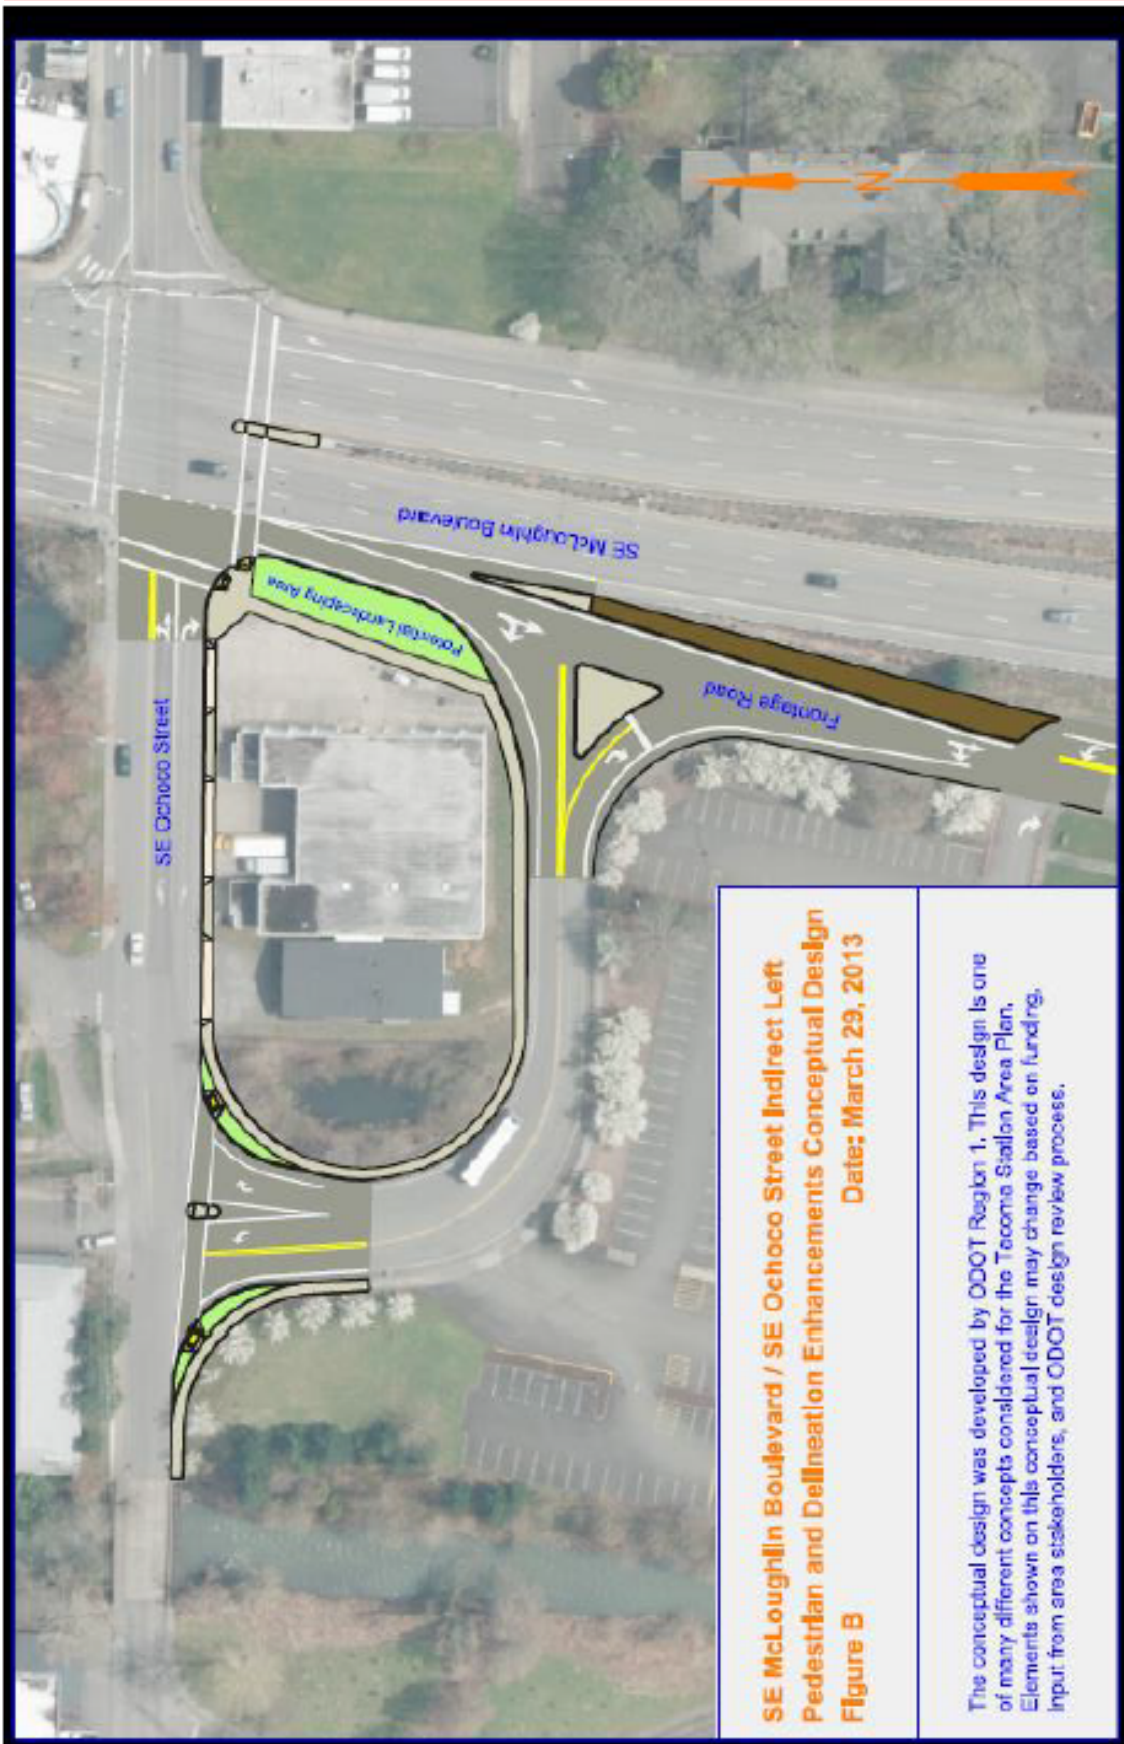 N
SE McLoughlin Boulevard
Potential Landscaping Area
SE Ochoco Street
Frontage Road
SE McLoughlin Boulevard / SE Ochoco Street Indirect Left
Pedestrian and Delineation Enhancements Conceptual Design
Figure B Date: March 29, 2013
The conceptual design was developed by ODOT Region 1. This design is one
of many different concepts considered for the Tacoma Station Area Plan.
Elements shown on this conceptual design may change based on funding,
input from area stakeholders, and ODOT design review process.